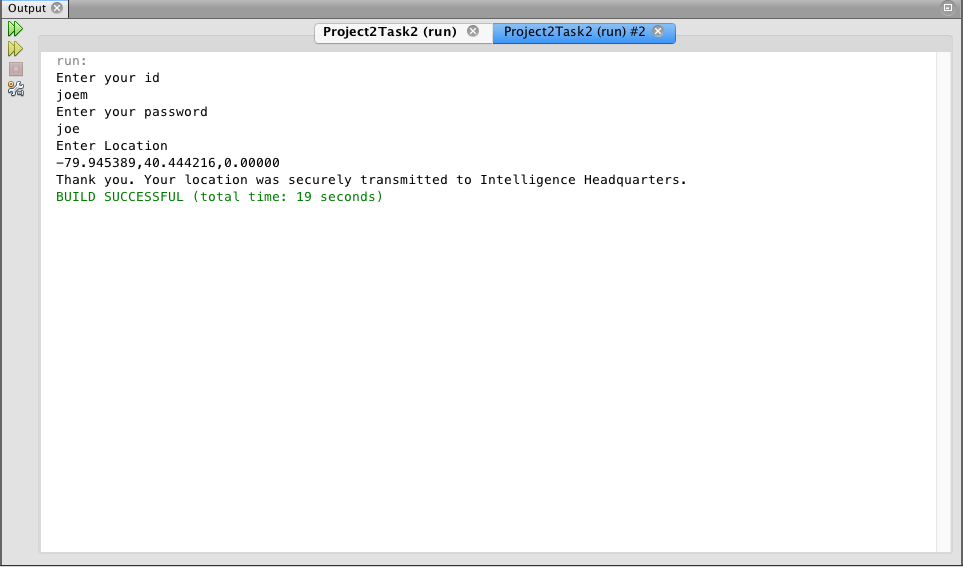 Output
Project2Task2 (run) Project2Task2 (run) #2
run:
Enter your id
joem
Enter your password
joe
Enter Location
-79.945389,40.444216,0.00000
Thank you. Your location was securely transmitted to Intelligence Headquarters.
BUILD SUCCESSFUL (total time: 19 seconds)